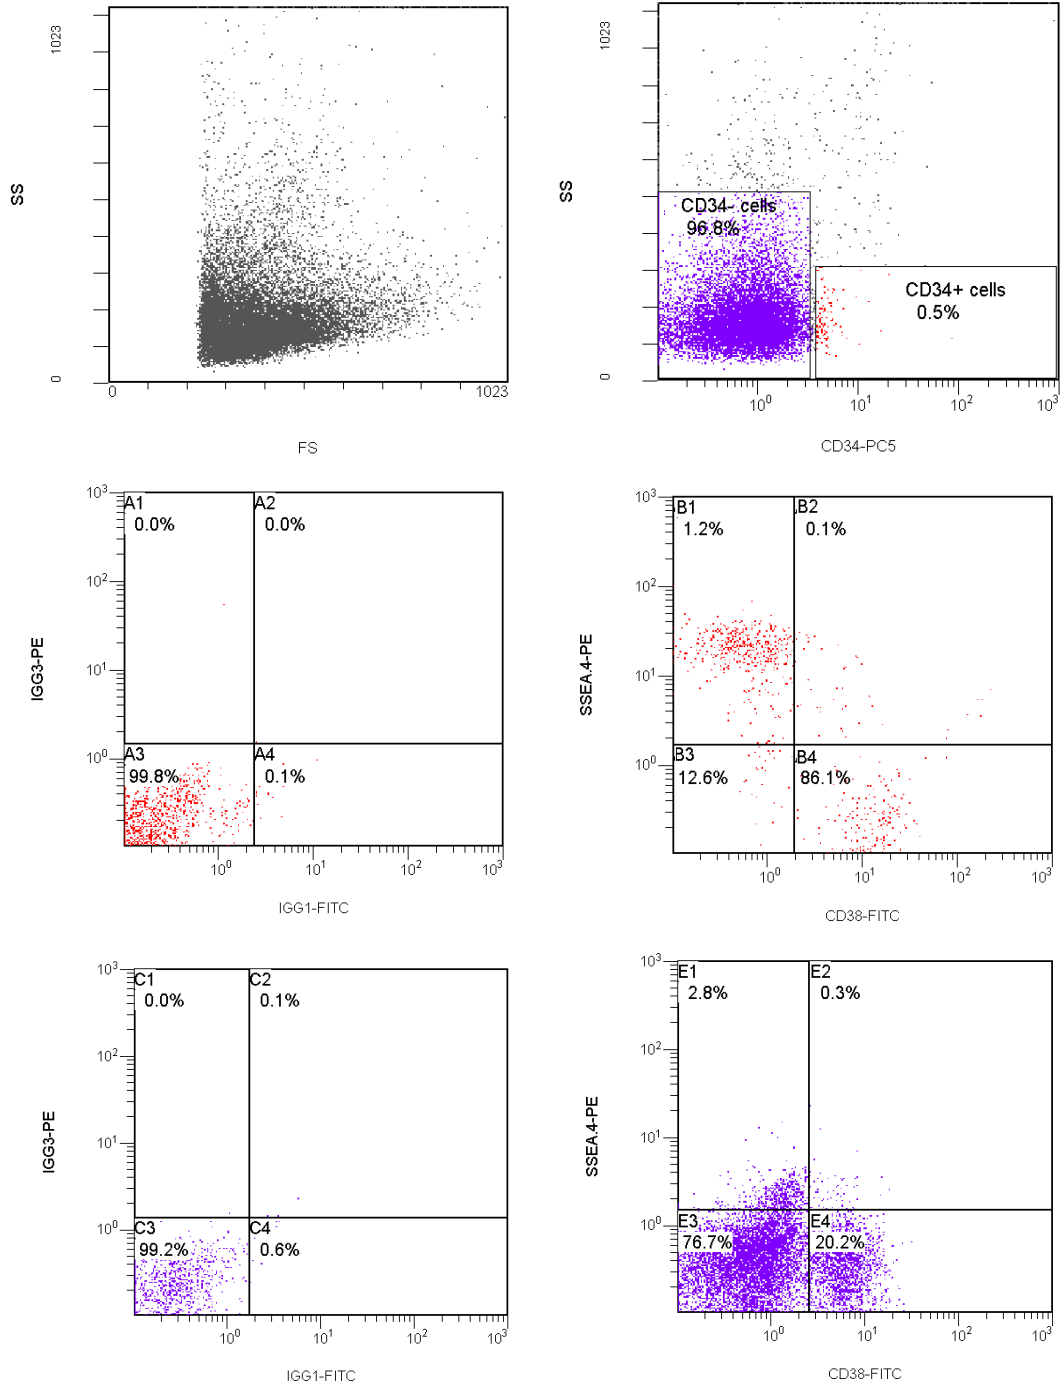 1023
SS
0
0
1023
FS
1023
SS
0
CD34- cells
96.8%
CD34+ cells
0.5%
10^0
10^1
10^2
10^3
CD34-PC5
10^3
10^2
10^1
10^0
IGG3-PE
A1
0.0%
A2
0.0%
A3
99.8%
A4
0.1%
10^0
10^1
10^2
10^3
IGG1-FITC
10^3
10^2
10^1
10^0
SSEA.4-PE
B1
1.2%
B2
0.1%
B3
12.6%
B4
86.1%
10^0
10^1
10^2
10^3
CD38-FITC
10^3
10^2
10^1
10^0
IGG3-PE
C1
0.0%
C2
0.1%
C3
99.2%
C4
0.6%
10^0
10^1
10^2
10^3
IGG1-FITC
10^3
10^2
10^1
10^0
SSEA.4-PE
E1
2.8%
E2
0.3%
E3
76.7%
E4
20.2%
10^0
10^1
10^2
10^3
CD38-FITC